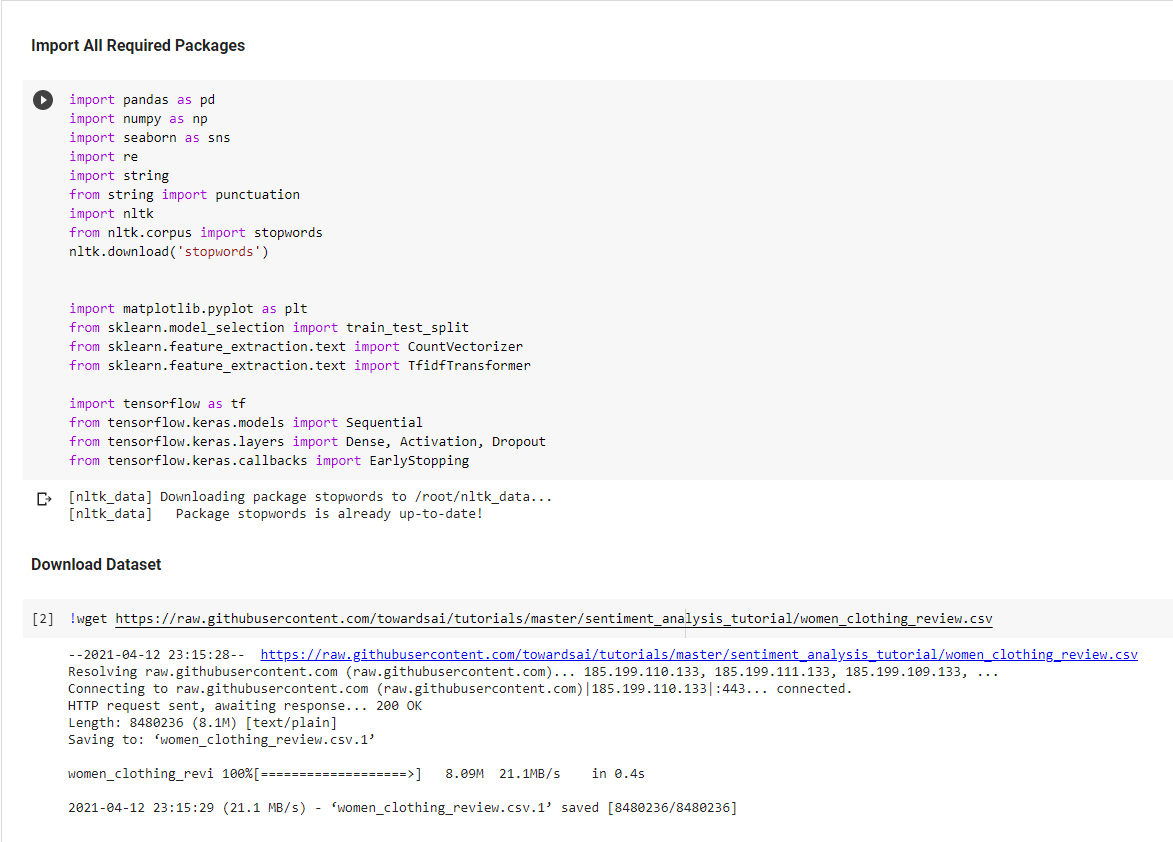 Import All Required Packages
import pandas as pd
import numpy as np
import seaborn as sns
import re
import string
from string import punctuation
import nltk
from nltk.corpus import stopwords
nltk.download('stopwords')
import matplotlib.pyplot as plt
from sklearn.model_selection import train_test_split
from sklearn.feature_extraction.text import CountVectorizer
from sklearn.feature_extraction.text import TfidfTransformer
import tensorflow as tf
from tensorflow.keras.models import Sequential
from tensorflow.keras.layers import Dense, Activation, Dropout
from tensorflow.keras.callbacks import EarlyStopping
[nltk_data] Downloading package stopwords to /root/nltk_data...
[nltk_data]   Package stopwords is already up-to-date!
Download Dataset
[2] !wget https://raw.githubusercontent.com/towardsai/tutorials/master/sentiment_analysis_tutorial/women_clothing_review.csv
--2021-04-12 23:15:28--  https://raw.githubusercontent.com/towardsai/tutorials/master/sentiment_analysis_tutorial/women_clothing_review.csv
Resolving raw.githubusercontent.com (raw.githubusercontent.com)... 185.199.110.133, 185.199.111.133, 185.199.109.133, ...
Connecting to raw.githubusercontent.com (raw.githubusercontent.com)|185.199.110.133|:443... connected.
HTTP request sent, awaiting response... 200 OK
Length: 8480236 (8.1M) [text/plain]
Saving to: ‘women_clothing_review.csv.1’
women_clothing_revi 100%[===================>]   8.09M  21.1MB/s    in 0.4s
2021-04-12 23:15:29 (21.1 MB/s) - ‘women_clothing_review.csv.1’ saved [8480236/8480236]